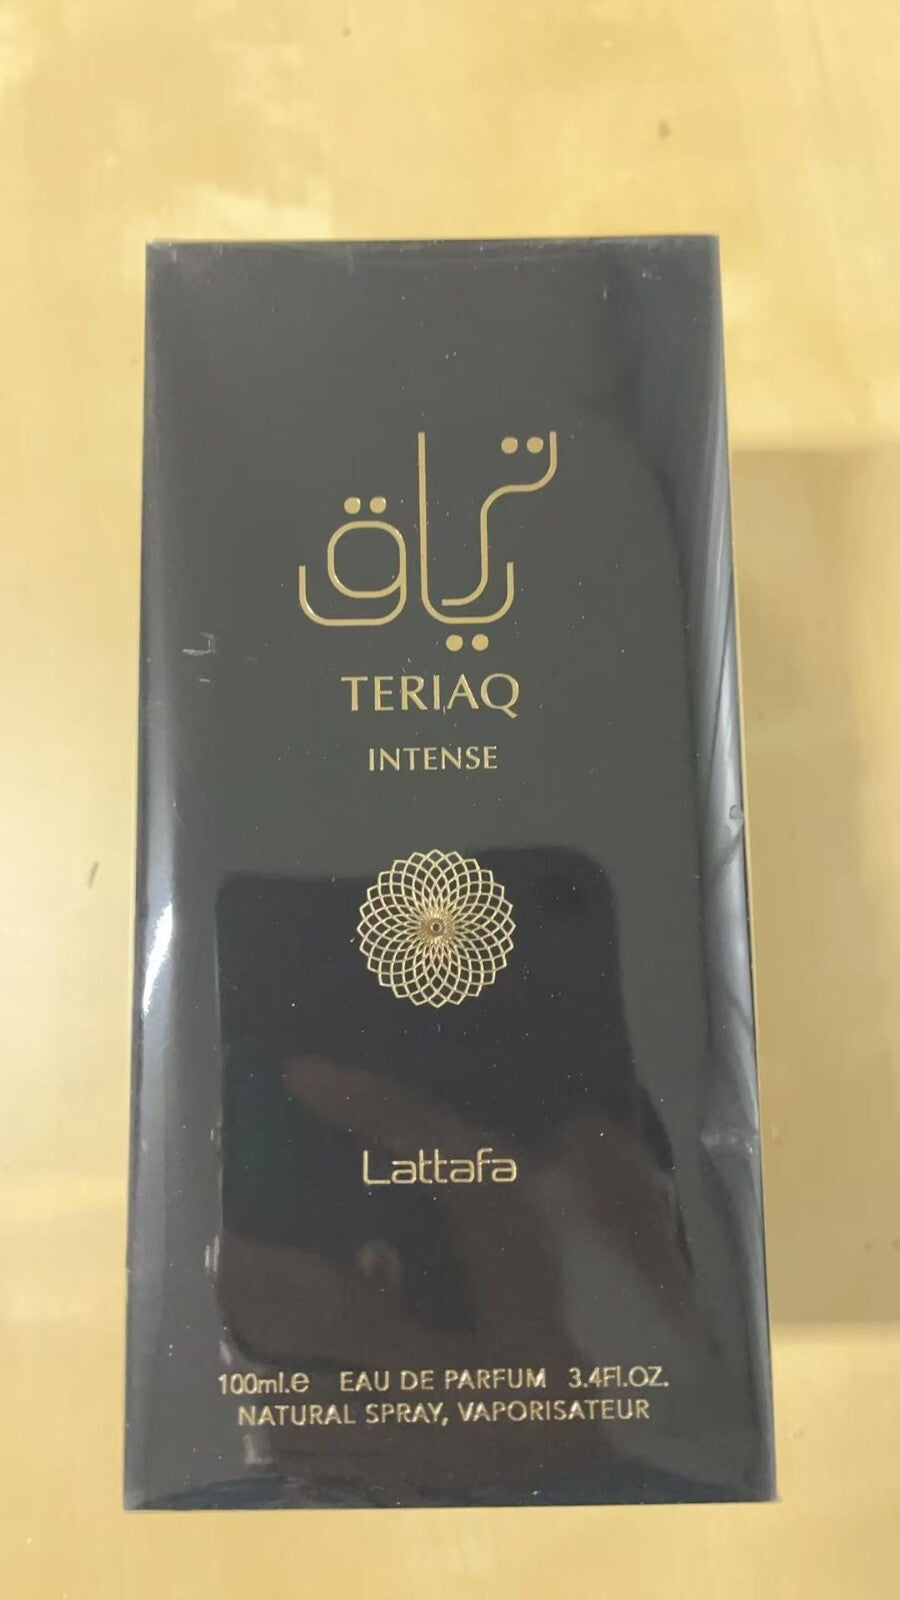 ترياق
TERIAQ
INTENSE
Lattafa
100ml.e EAU DE PARFUM 3.4Fl.OZ.
NATURAL SPRAY, VAPORISATEUR